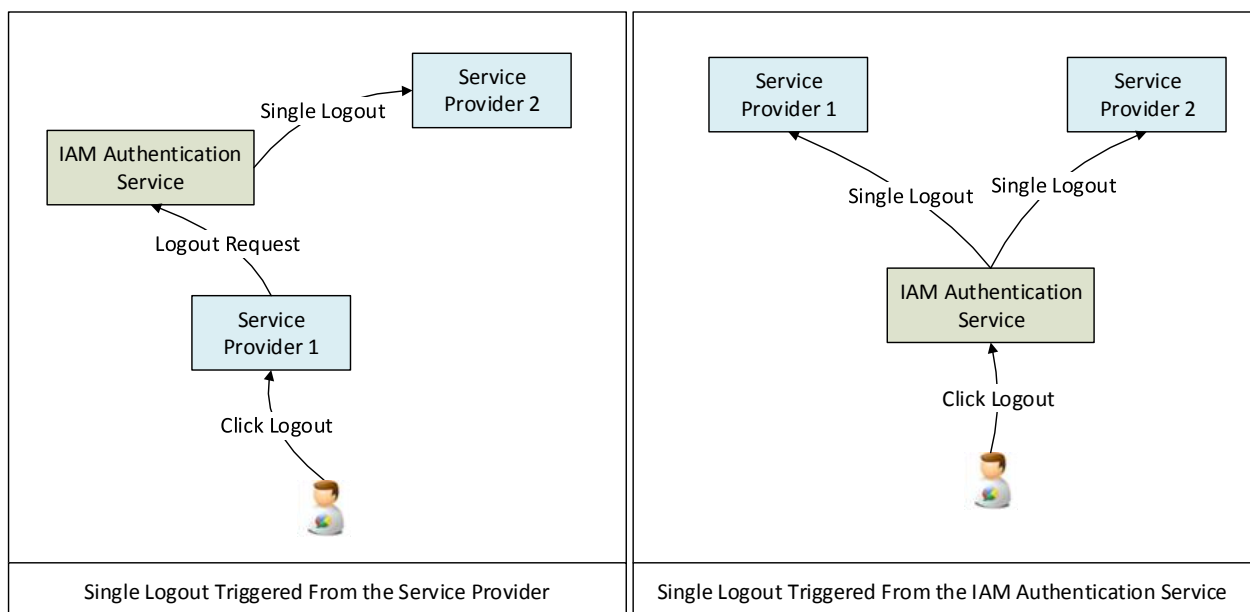 Service
Provider 2
Single Logout
IAM Authentication
Service
Logout Request
Service
Provider 1
Click Logout
Single Logout Triggered From the Service Provider
Service
Provider 1
Service
Provider 2
Single Logout
Single Logout
IAM Authentication
Service
Click Logout
Single Logout Triggered From the IAM Authentication Service